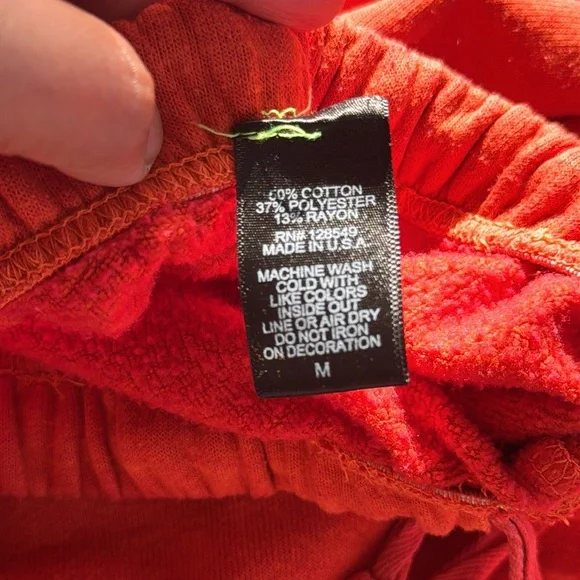 50% COTTON
37% POLYESTER
13% RAYON
RN# 128549
MADE IN U.S.A.
MACHINE WASH
COLD WITH
LIKE COLORS
INSIDE OUT
LINE OR AIR DRY
DO NOT IRON
ON DECORATION
M